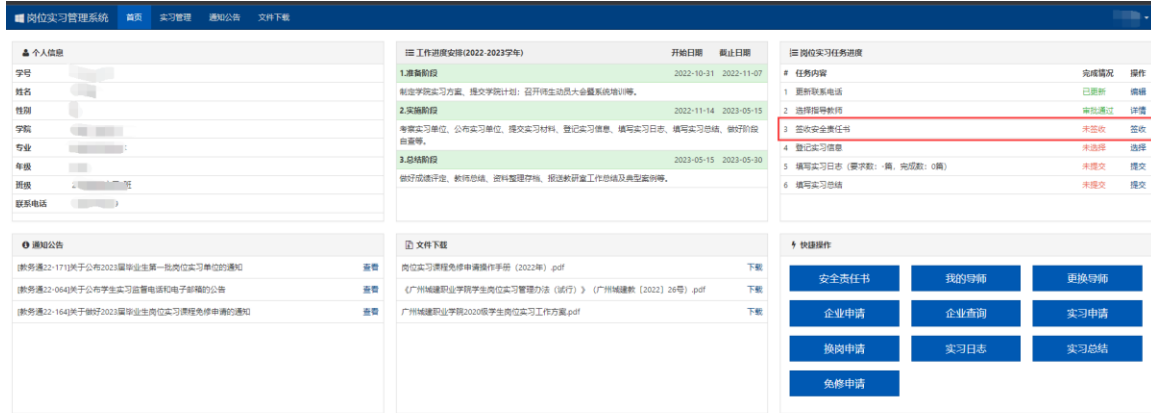 岗位实习管理系统 首页 实习管理 通知公告 文件下载
个人信息
学号
姓名
性别
学院
专业
年级
班级
联系电话
工作进度安排(2022-2023学年) 开始日期 截止日期
1.准备阶段 2022-10-31 2022-11-07
制定学院实习方案、提交学院计划；召开师生动员大会暨系统培训等。
2.实施阶段 2022-11-14 2023-05-15
考察实习单位、公布实习单位、提交实习材料、登记实习信息、填写实习日志、填写实习总结、做好阶段
自查等。
3.总结阶段 2023-05-15 2023-05-30
做好成绩评定、教师总结、资料整理存档、报送教研室工作总结及典型案例等。
岗位实习任务进度
# 任务内容 完成情况 操作
1 更新联系电话 已更新 编辑
2 选择指导教师 审批通过 详情
3 签收安全责任书 未签收 签收
4 登记实习信息 未选择 选择
5 填写实习日志（要求数：-篇，完成数：0篇） 未提交 提交
6 填写实习总结 未提交 提交
通知公告
[教务通22-171]关于公布2023届毕业生第一批岗位实习单位的通知 查看
[教务通22-064]关于公布学生实习监督电话和电子邮箱的公告 查看
[教务通22-164]关于做好2023届毕业生岗位实习课程免修申请的通知 查看
文件下载
岗位实习课程免修申请操作手册（2022年）.pdf 下载
《广州城建职业学院学生岗位实习管理办法（试行）》（广州城建教〔2022〕26号）.pdf 下载
广州城建职业学院2020级学生岗位实习工作方案.pdf 下载
快捷操作
安全责任书 我的导师 更换导师
企业申请 企业查询 实习申请
换岗申请 实习日志 实习总结
免修申请